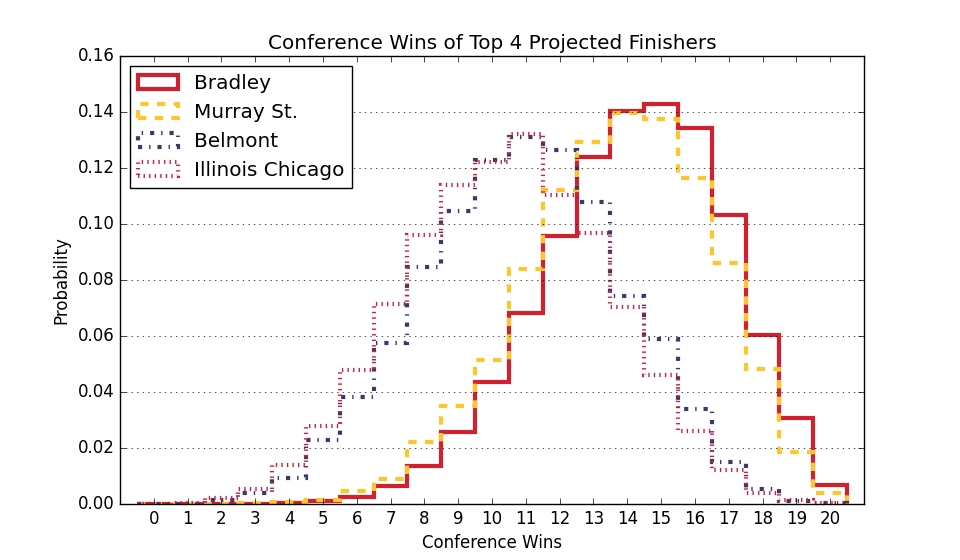 Conference Wins of Top 4 Projected Finishers
0.16
0.14
0.12
0.10
0.08
0.06
0.04
0.02
0.00
Probability
Bradley
Murray St.
Belmont
Illinois Chicago
0 1 2 3 4 5 6 7 8 9 10 11 12 13 14 15 16 17 18 19 20
Conference Wins